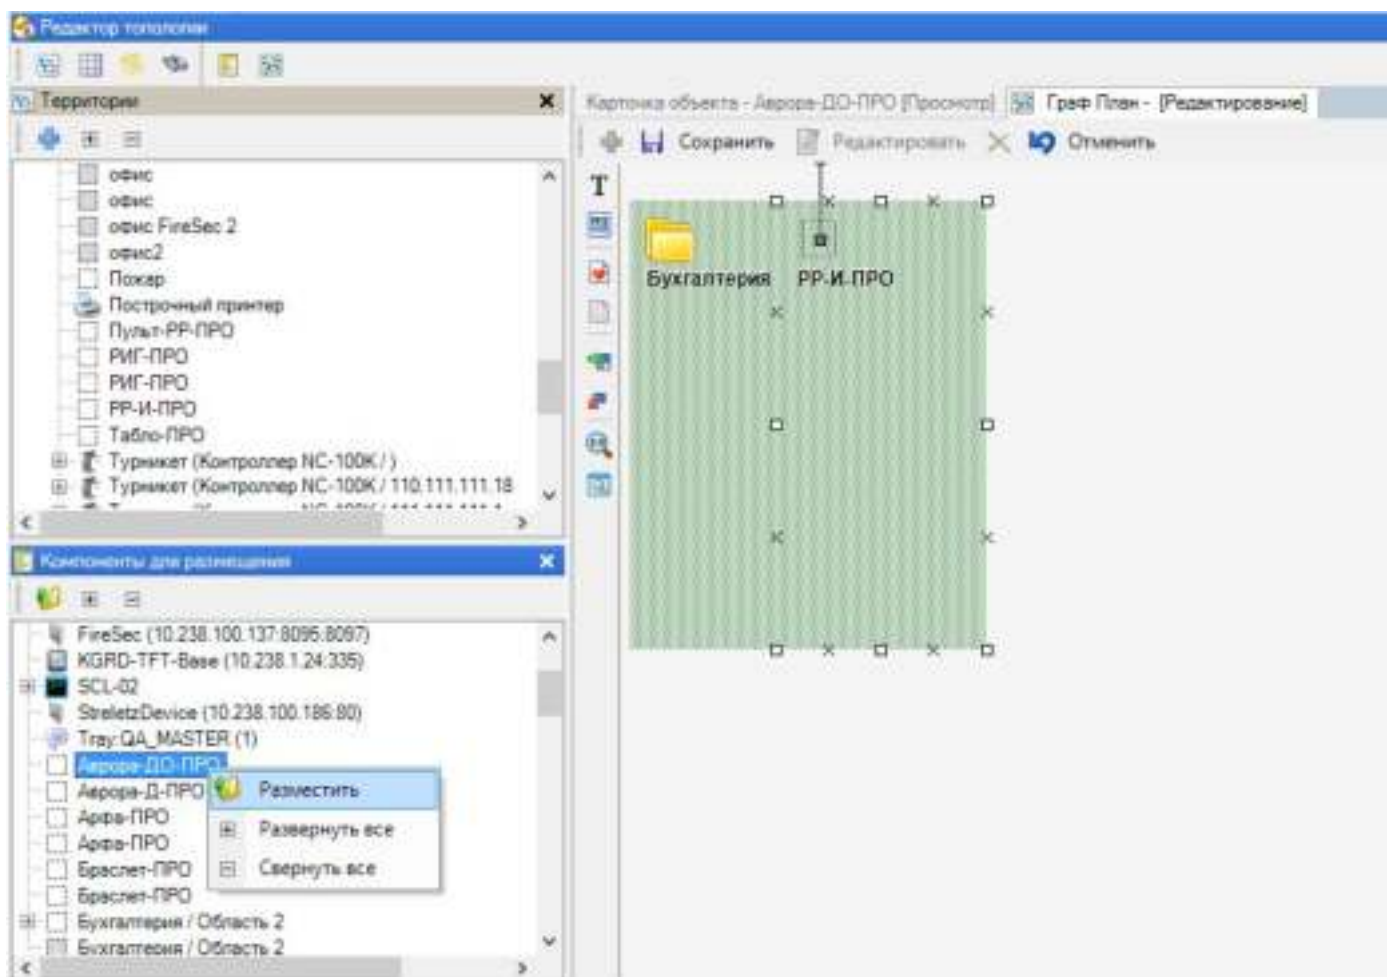 Редактор топологии
Территории
офис
офис
офис FireSec 2
офис2
Пожар
Построчный принтер
Пульт-РР-ПРО
РИГ-ПРО
РИГ-ПРО
РР-И-ПРО
Табло-ПРО
Турникет (Контроллер NC-100K / )
Турникет (Контроллер NC-100K / 110.111.111.18
Компоненты для размещения
FireSec (10.238.100.137:8095:8097)
KGRD-TFT-Base (10.238.1.24:335)
SCL-02
StreletzDevice (10.238.100.186:80)
Tray:QA_MASTER (1)
Аврора-ДО-ПРО
Аврора-Д-ПРО
Арфа-ПРО
Арфа-ПРО
Браслет-ПРО
Браслет-ПРО
Бухгалтерия / Область 2
Бухгалтерия / Область 2
Разместить
Развернуть все
Свернуть все
Карточка объекта - Аврора-ДО-ПРО [Просмотр]
Граф План - [Редактирование]
Сохранить
Редактировать
Отменить
T
Бухгалтерия
РР-И-ПРО